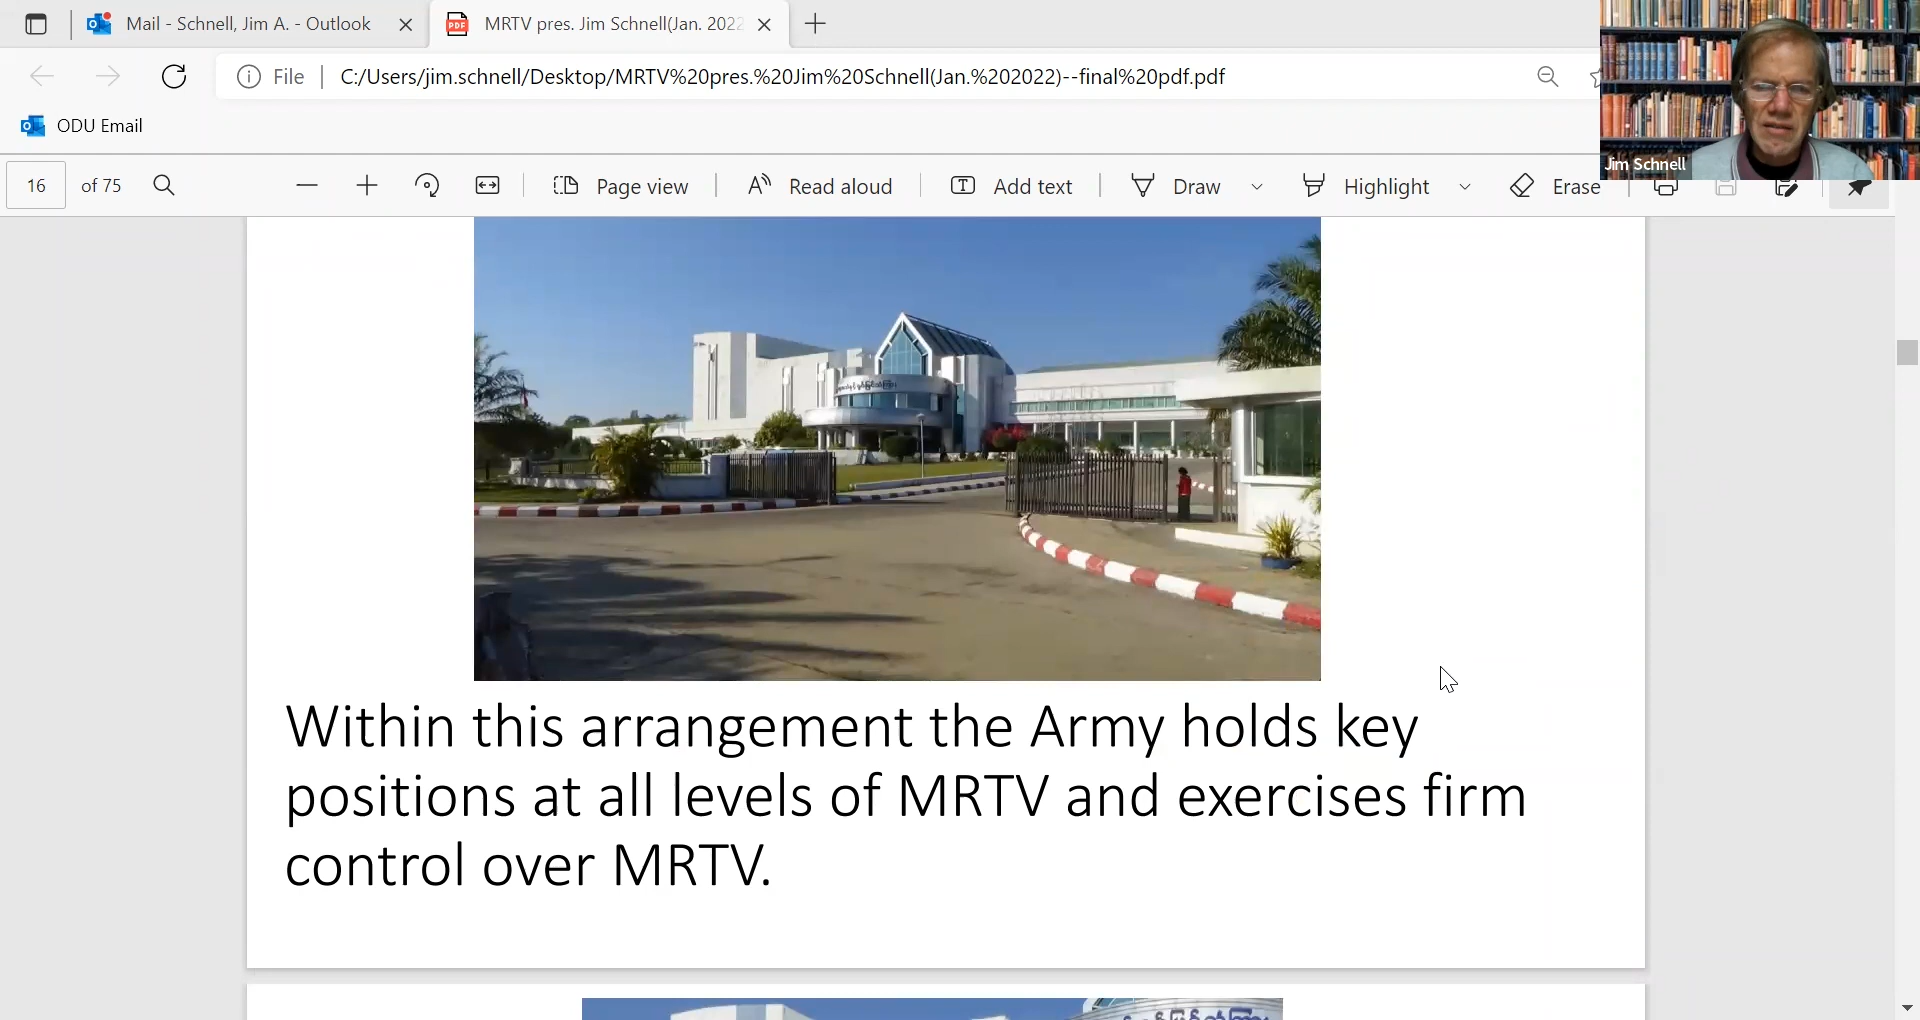 Mail - Schnell, Jim A. - Outlook
MRTV pres. Jim Schnell(Jan. 2022
File
C:/Users/jim.schnell/Desktop/MRTV%20pres.%20Jim%20Schnell(Jan.%202022)--final%20pdf.pdf
ODU Email
16 of 75
Page view
Read aloud
Add text
Draw
Highlight
Erase
Jim Schnell
Within this arrangement the Army holds key
positions at all levels of MRTV and exercises firm
control over MRTV.